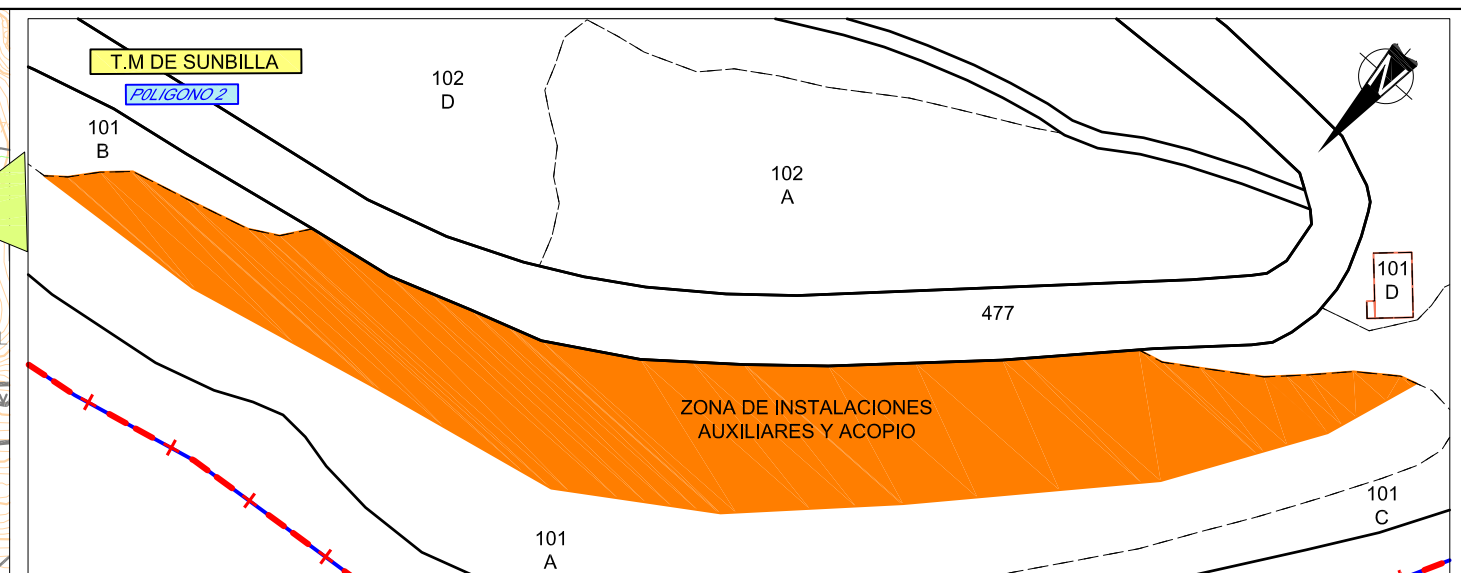 T.M DE SUNBILLA
POLIGONO 2
102
D
101
B
102
A
N
101
D
477
ZONA DE INSTALACIONES
AUXILIARES Y ACOPIO
101
C
101
A